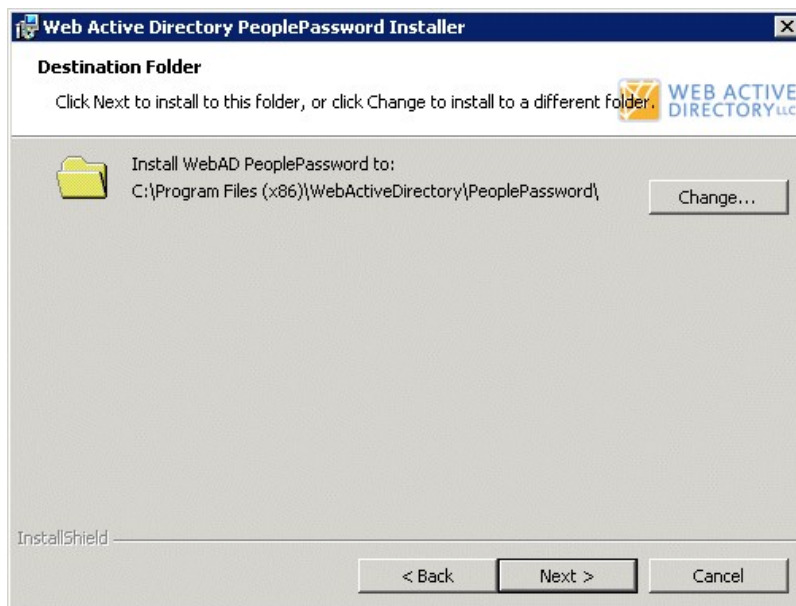 Web Active Directory PeoplePassword Installer
Destination Folder
Click Next to install to this folder, or click Change to install to a different folder.
WEB ACTIVE
DIRECTORY LLC
Install WebAD PeoplePassword to:
C:\Program Files (x86)\WebActiveDirectory\PeoplePassword\
Change...
InstallShield
< Back
Next >
Cancel